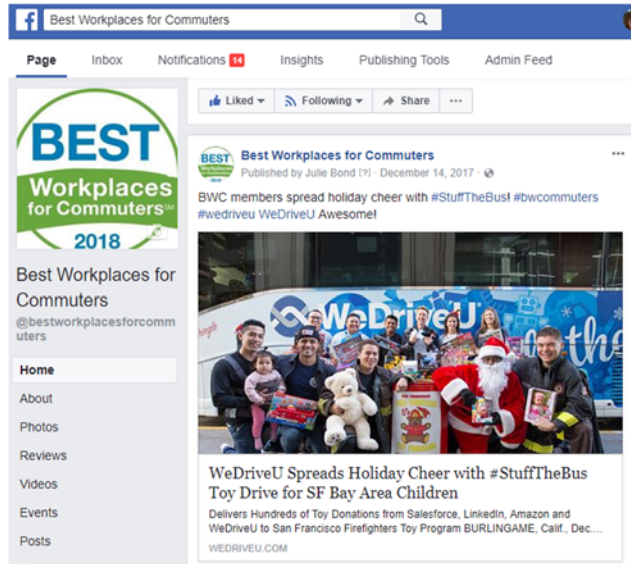 Best Workplaces for Commuters
Page Inbox Notifications 14 Insights Publishing Tools Admin Feed
Liked Following Share
BEST
Workplaces
for Commuters℠
2018
Best Workplaces for
Commuters
@bestworkplacesforcomm
uters
Home
About
Photos
Reviews
Videos
Events
Posts
BEST
Best Workplaces for Commuters
Published by Julie Bond [?] · December 14, 2017 ·
BWC members spread holiday cheer with #StuffTheBus! #bwcommuters
#wedriveu WeDriveU Awesome!
WeDriveU
WeDriveU Spreads Holiday Cheer with #StuffTheBus
Toy Drive for SF Bay Area Children
Delivers Hundreds of Toy Donations from Salesforce, LinkedIn, Amazon and
WeDriveU to San Francisco Firefighters Toy Program BURLINGAME, Calif., Dec....
WEDRIVEU.COM